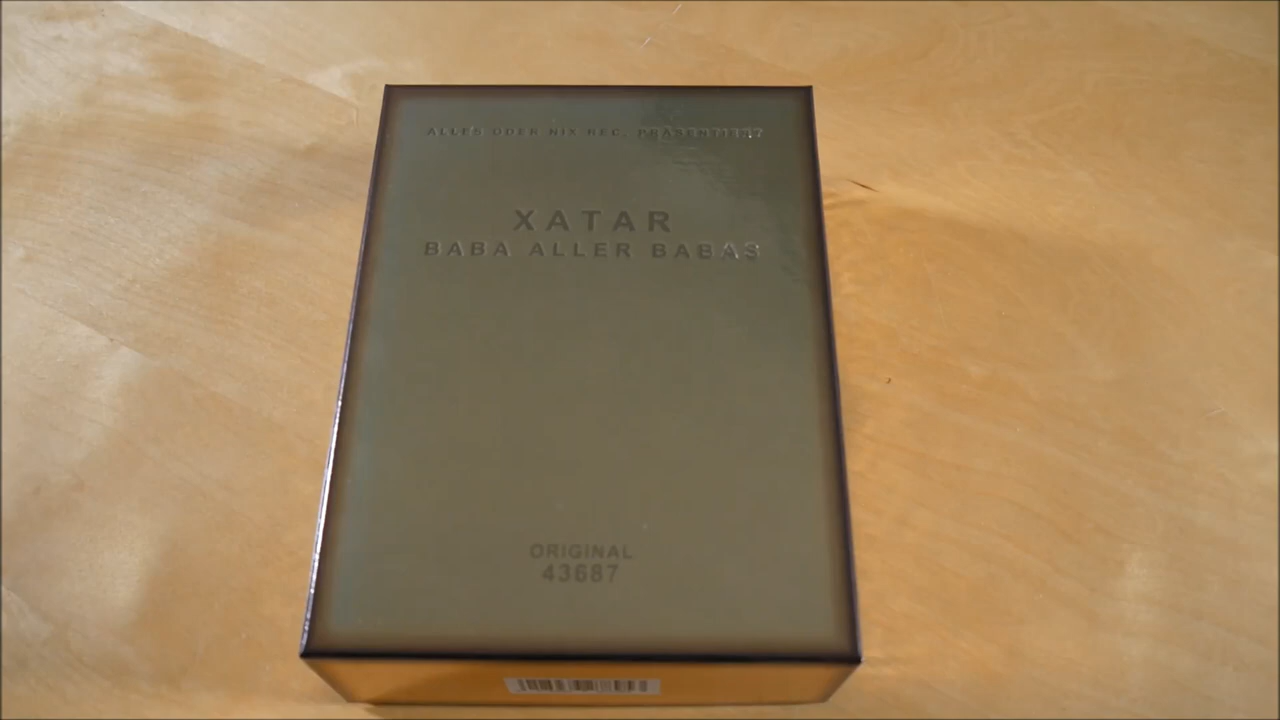 ALLES ODER NIX REC. PRÄSENTIERT
XATAR
BABA ALLER BABAS
ORIGINAL
43687